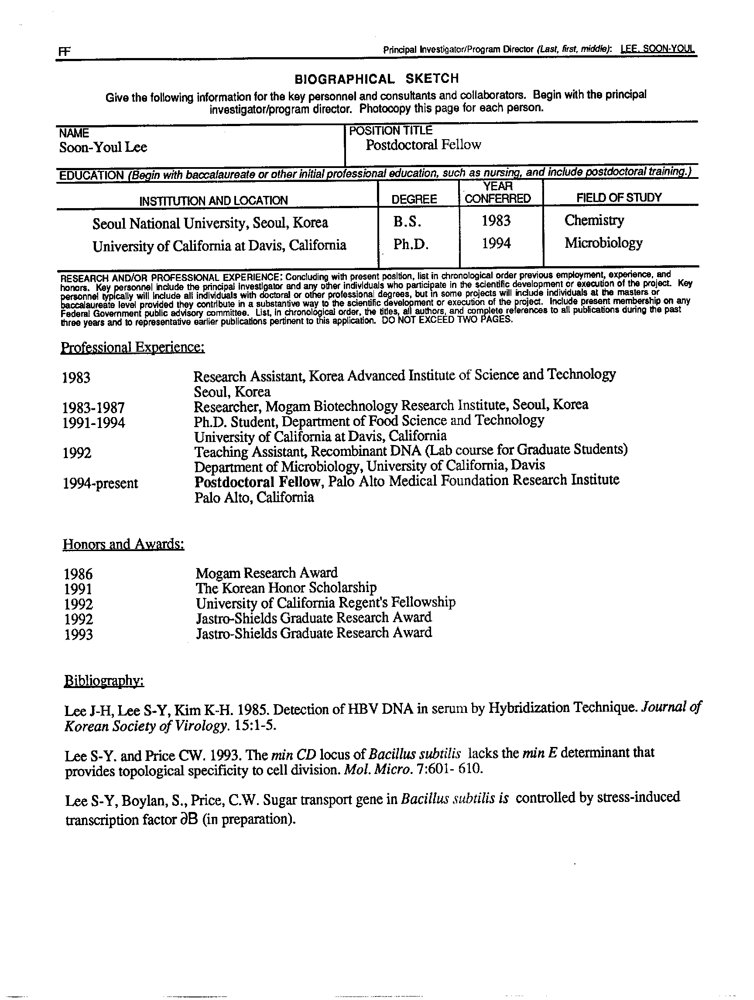 FF
Principal Investigator/Program Director (Last, first, middle): LEE, SOON-YOUL
BIOGRAPHICAL SKETCH
Give the following information for the key personnel and consultants and collaborators. Begin with the principal
investigator/program director. Photocopy this page for each person.
NAME
POSITION TITLE
Soon-Youl Lee
Postdoctoral Fellow
EDUCATION (Begin with baccalaureate or other initial professional education, such as nursing, and include postdoctoral training.)
INSTITUTION AND LOCATION
DEGREE
YEAR
CONFERRED
FIELD OF STUDY
Seoul National University, Seoul, Korea
B.S.
1983
Chemistry
University of California at Davis, California
Ph.D.
1994
Microbiology
RESEARCH AND/OR PROFESSIONAL EXPERIENCE: Concluding with present position, list in chronological order previous employment, experience, and
honors. Key personnel include the principal investigator and any other individuals who participate in the scientific development or execution of the project. Key
personnel typically will include all individuals with doctoral or other professional degrees, but in some projects will include individuals at the masters or
baccalaureate level provided they contribute in a substantive way to the scientific development or execution of the project. Include present membership on any
Federal Government public advisory committee. List, in chronological order, the titles, all authors, and complete references to all publications during the past
three years and to representative earlier publications pertinent to this application. DO NOT EXCEED TWO PAGES.
Professional Experience:
1983 Research Assistant, Korea Advanced Institute of Science and Technology
Seoul, Korea
1983-1987 Researcher, Mogam Biotechnology Research Institute, Seoul, Korea
1991-1994 Ph.D. Student, Department of Food Science and Technology
University of California at Davis, California
1992 Teaching Assistant, Recombinant DNA (Lab course for Graduate Students)
Department of Microbiology, University of California, Davis
1994-present Postdoctoral Fellow, Palo Alto Medical Foundation Research Institute
Palo Alto, California
Honors and Awards:
1986 Mogam Research Award
1991 The Korean Honor Scholarship
1992 University of California Regent's Fellowship
1992 Jastro-Shields Graduate Research Award
1993 Jastro-Shields Graduate Research Award
Bibliography:
Lee J-H, Lee S-Y, Kim K-H. 1985. Detection of HBV DNA in serum by Hybridization Technique. Journal of
Korean Society of Virology. 15:1-5.
Lee S-Y. and Price CW. 1993. The min CD locus of Bacillus subtilis lacks the min E determinant that
provides topological specificity to cell division. Mol. Micro. 7:601- 610.
Lee S-Y, Boylan, S., Price, C.W. Sugar transport gene in Bacillus subtilis is controlled by stress-induced
transcription factor ∂B (in preparation).